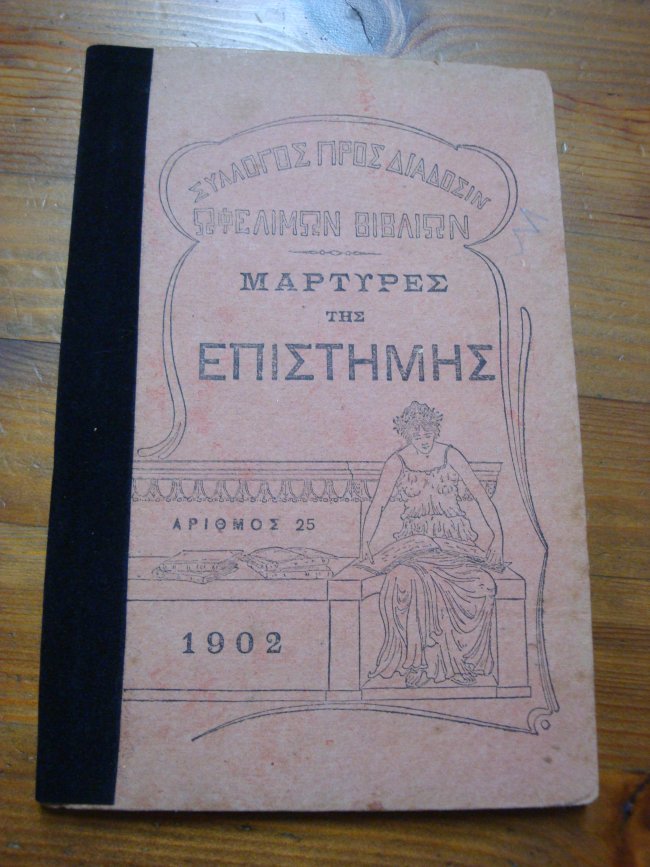 ΣΥΛΛΟΓΟΣ ΠΡΟΣ ΔΙΑΔΟΣΙΝ
ΩΦΕΛΙΜΩΝ ΒΙΒΛΙΩΝ
ΜΑΡΤΥΡΕΣ
ΤΗΣ
ΕΠΙΣΤΗΜΗΣ
ΑΡΙΘΜΟΣ 25
1902